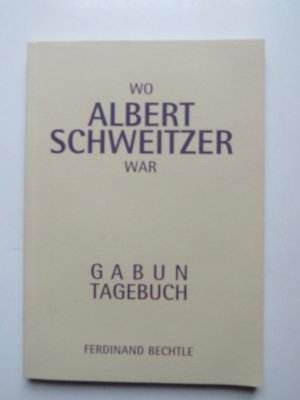 WO
ALBERT
SCHWEITZER
WAR
GABUN
TAGEBUCH
FERDINAND BECHTLE